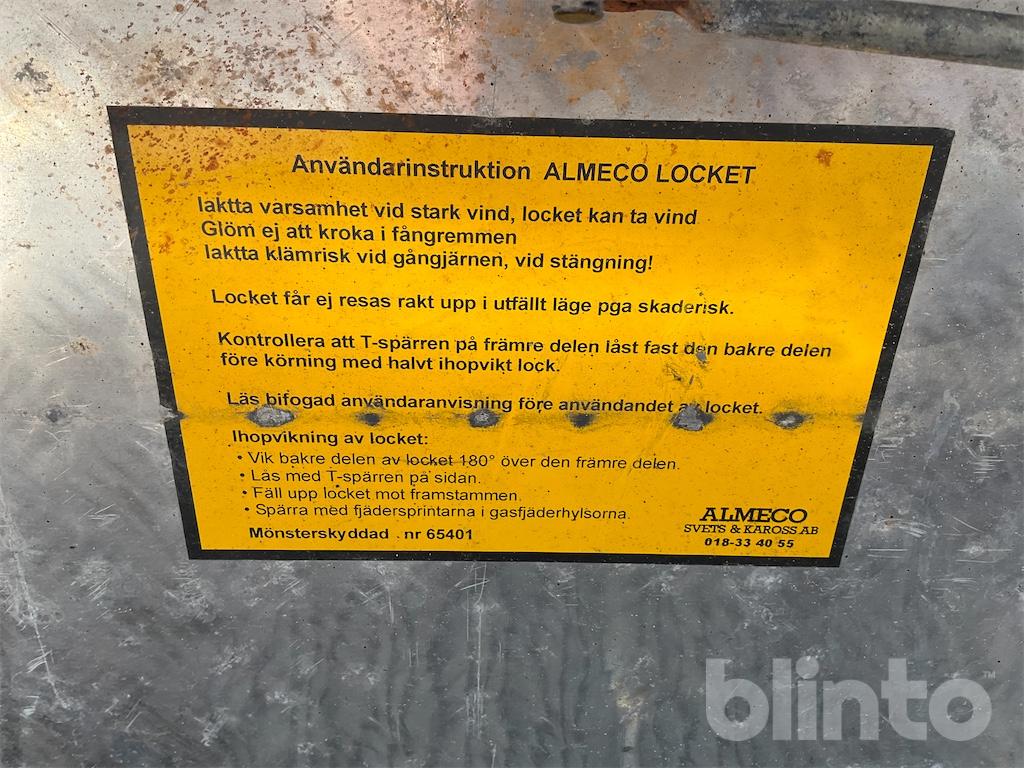 Användarinstruktion ALMECO LOCKET
Iaktta varsamhet vid stark vind, locket kan ta vind
Glöm ej att kroka i fångremmen
Iaktta klämrisk vid gångjärnen, vid stängning!
Locket får ej resas rakt upp i utfällt läge pga skaderisk.
Kontrollera att T-spärren på främre delen låst fast den bakre delen
före körning med halvt ihopvikt lock.
Läs bifogad användaranvisning före användandet av locket.
Ihopvikning av locket:
• Vik bakre delen av locket 180° över den främre delen.
• Lås med T-spärren på sidan.
• Fäll upp locket mot framstammen.
• Spärra med fjädersprintarna i gasfjäderhylsorna.
Mönsterskyddad . nr 65401
ALMECO
SVETS & KAROSS AB
018-33 40 55
blinto™